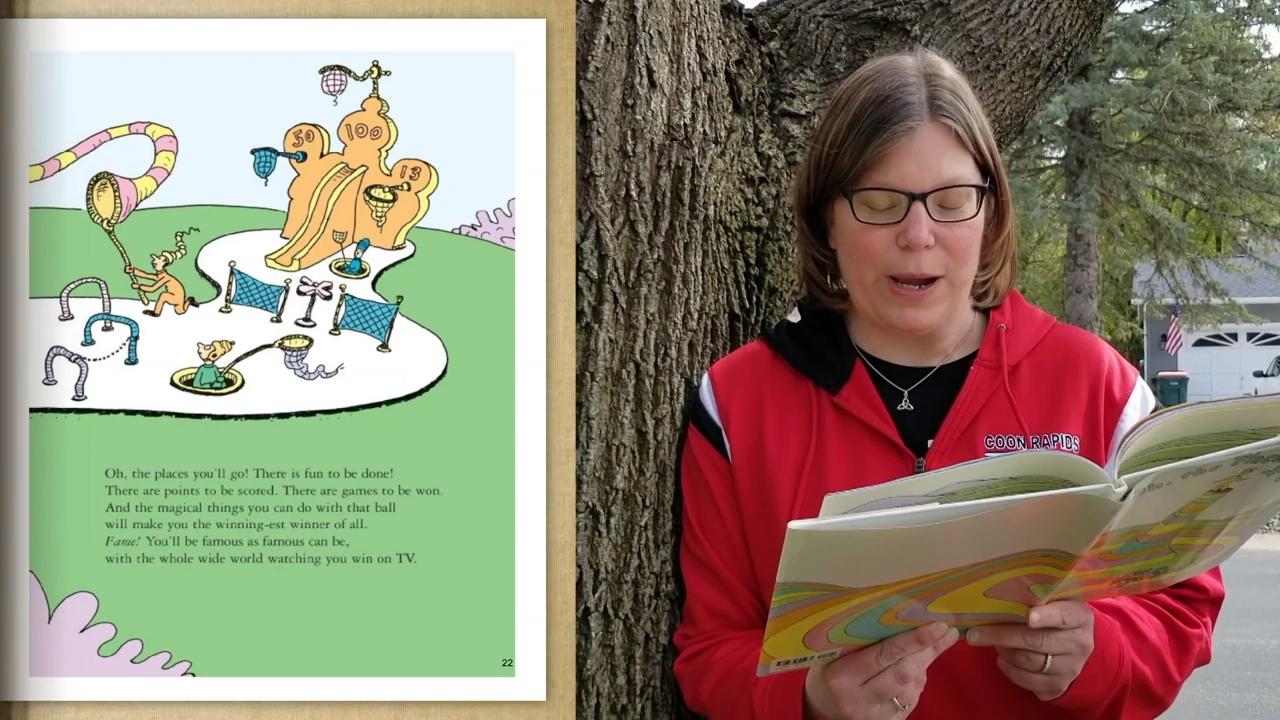 50
100
13
Oh, the places you'll go! There is fun to be done!
There are points to be scored. There are games to be won.
And the magical things you can do with that ball
will make you the winning-est winner of all.
Fame! You'll be famous as famous can be,
with the whole wide world watching you win on TV.
22
COON RAPIDS